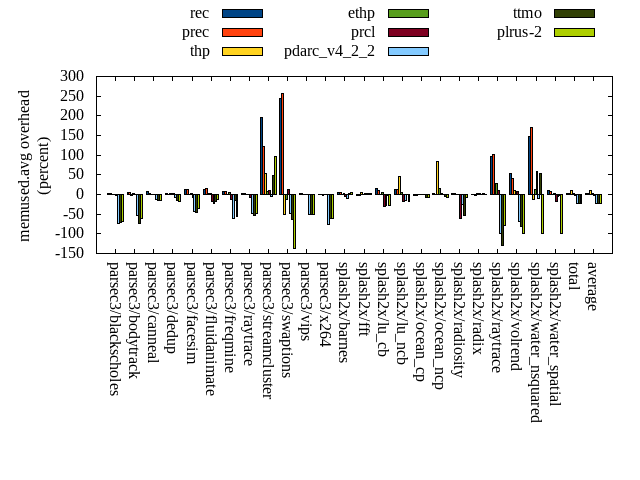 rec
prec
thp
ethp
prcl
pdarc_v4_2_2
ttmo
plrus-2
memused.avg overhead
(percent)
300
250
200
150
100
50
0
-50
-100
-150
parsec3/blackscholes
parsec3/bodytrack
parsec3/canneal
parsec3/dedup
parsec3/facesim
parsec3/fluidanimate
parsec3/freqmine
parsec3/raytrace
parsec3/streamcluster
parsec3/swaptions
parsec3/vips
parsec3/x264
splash2x/barnes
splash2x/fft
splash2x/lu_cb
splash2x/lu_ncb
splash2x/ocean_cp
splash2x/ocean_ncp
splash2x/radiosity
splash2x/radix
splash2x/raytrace
splash2x/volrend
splash2x/water_nsquared
splash2x/water_spatial
total
average